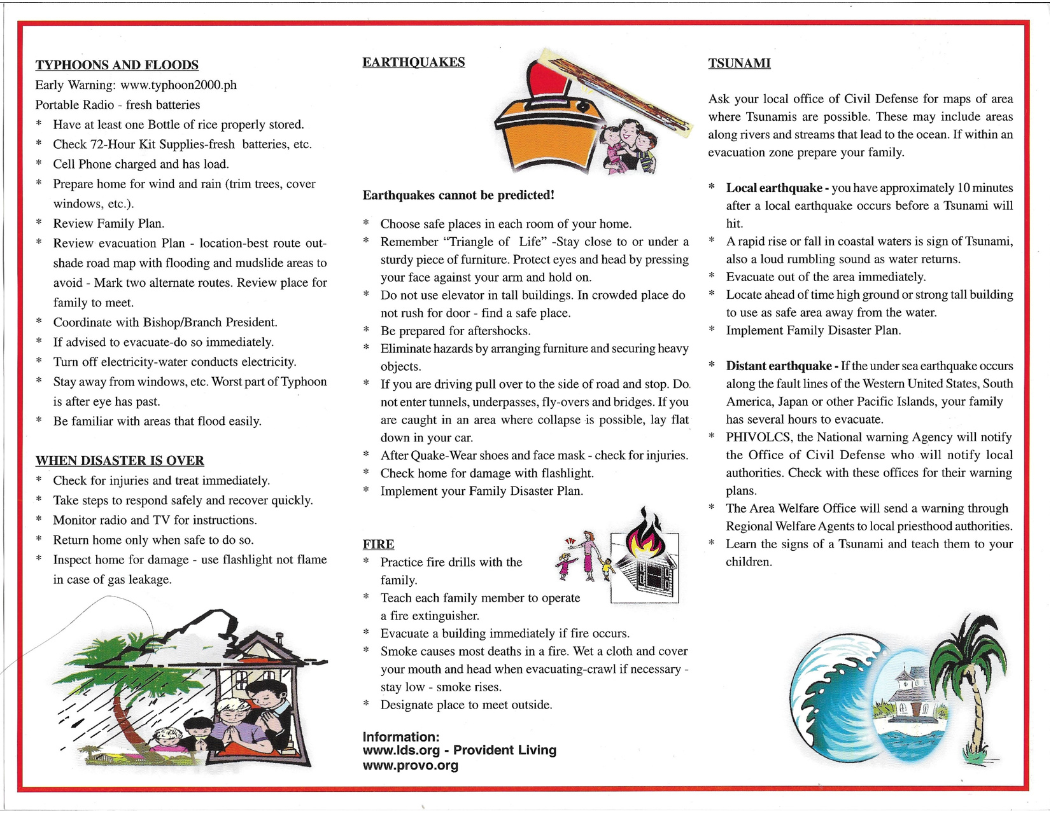 TYPHOONS AND FLOODS
Early Warning: www.typhoon2000.ph
Portable Radio - fresh batteries
* Have at least one Bottle of rice properly stored.
* Check 72-Hour Kit Supplies-fresh batteries, etc.
* Cell Phone charged and has load.
* Prepare home for wind and rain (trim trees, cover
windows, etc.).
* Review Family Plan.
* Review evacuation Plan - location-best route out-
shade road map with flooding and mudslide areas to
avoid - Mark two alternate routes. Review place for
family to meet.
* Coordinate with Bishop/Branch President.
* If advised to evacuate-do so immediately.
* Turn off electricity-water conducts electricity.
* Stay away from windows, etc. Worst part of Typhoon
is after eye has past.
* Be familiar with areas that flood easily.
WHEN DISASTER IS OVER
* Check for injuries and treat immediately.
* Take steps to respond safely and recover quickly.
* Monitor radio and TV for instructions.
* Return home only when safe to do so.
* Inspect home for damage - use flashlight not flame
in case of gas leakage.
EARTHQUAKES
Earthquakes cannot be predicted!
* Choose safe places in each room of your home.
* Remember "Triangle of Life" -Stay close to or under a
sturdy piece of furniture. Protect eyes and head by pressing
your face against your arm and hold on.
* Do not use elevator in tall buildings. In crowded place do
not rush for door - find a safe place.
* Be prepared for aftershocks.
* Eliminate hazards by arranging furniture and securing heavy
objects.
* If you are driving pull over to the side of road and stop. Do
not enter tunnels, underpasses, fly-overs and bridges. If you
are caught in an area where collapse is possible, lay flat
down in your car.
* After Quake-Wear shoes and face mask - check for injuries.
* Check home for damage with flashlight.
* Implement your Family Disaster Plan.
FIRE
* Practice fire drills with the
family.
* Teach each family member to operate
a fire extinguisher.
* Evacuate a building immediately if fire occurs.
* Smoke causes most deaths in a fire. Wet a cloth and cover
your mouth and head when evacuating-crawl if necessary -
stay low - smoke rises.
* Designate place to meet outside.
Information:
www.lds.org - Provident Living
www.provo.org
TSUNAMI
Ask your local office of Civil Defense for maps of area
where Tsunamis are possible. These may include areas
along rivers and streams that lead to the ocean. If within an
evacuation zone prepare your family.
* Local earthquake - you have approximately 10 minutes
after a local earthquake occurs before a Tsunami will
hit.
* A rapid rise or fall in coastal waters is sign of Tsunami,
also a loud rumbling sound as water returns.
* Evacuate out of the area immediately.
* Locate ahead of time high ground or strong tall building
to use as safe area away from the water.
* Implement Family Disaster Plan.
* Distant earthquake - If the under sea earthquake occurs
along the fault lines of the Western United States, South
America, Japan or other Pacific Islands, your family
has several hours to evacuate.
* PHIVOLCS, the National warning Agency will notify
the Office of Civil Defense who will notify local
authorities. Check with these offices for their warning
plans.
* The Area Welfare Office will send a warning through
Regional Welfare Agents to local priesthood authorities.
* Learn the signs of a Tsunami and teach them to your
children.